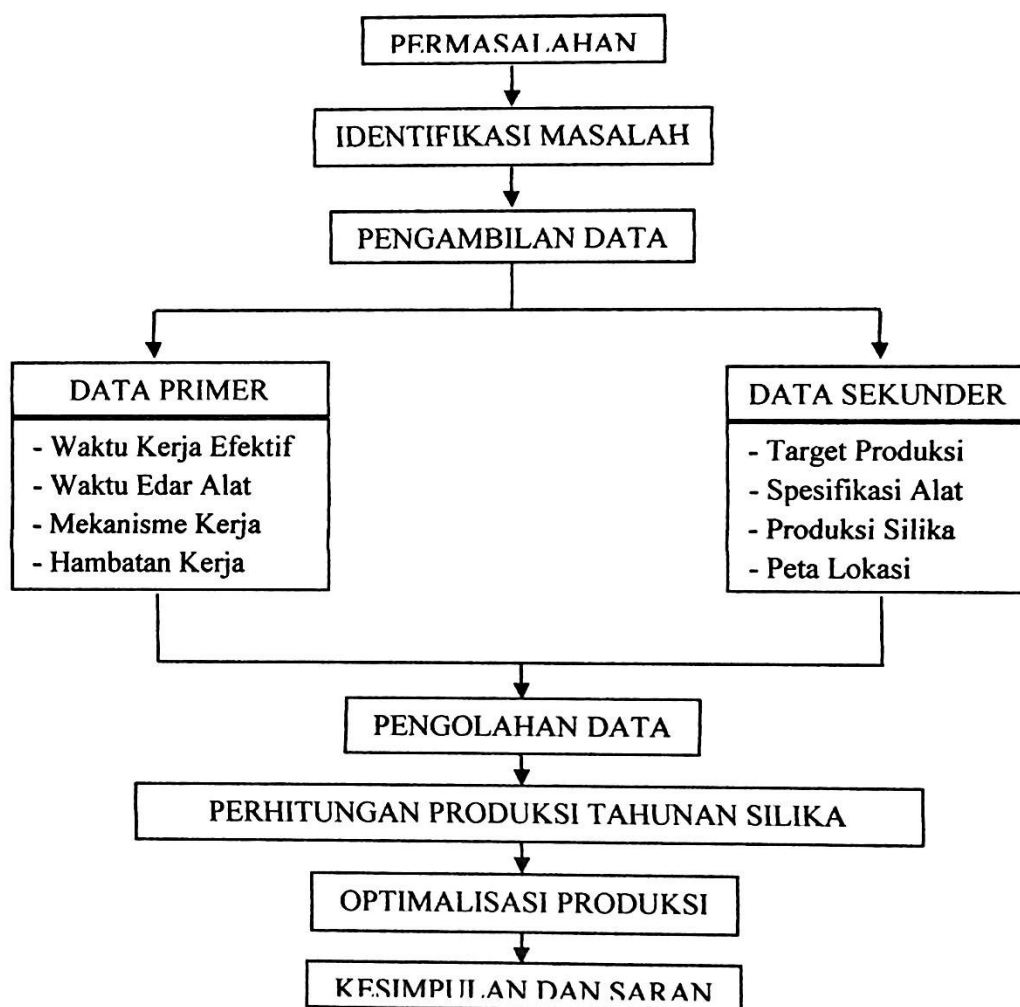 PERMASALAHAN
IDENTIFIKASI MASALAH
PENGAMBILAN DATA
DATA PRIMER
- Waktu Kerja Efektif
- Waktu Edar Alat
- Mekanisme Kerja
- Hambatan Kerja
DATA SEKUNDER
- Target Produksi
- Spesifikasi Alat
- Produksi Silika
- Peta Lokasi
PENGOLAHAN DATA
PERHITUNGAN PRODUKSI TAHUNAN SILIKA
OPTIMALISASI PRODUKSI
KESIMPULAN DAN SARAN